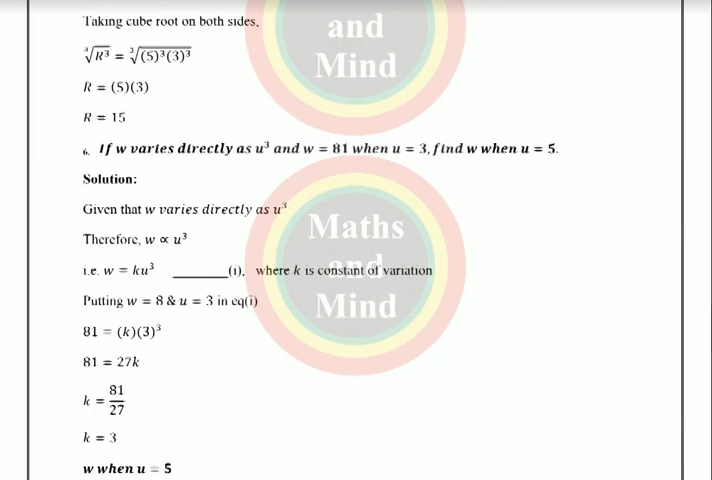 Taking cube root on both sides,
∛R³ = ∛(5)³(3)³
R = (5)(3)
R = 15
6. If w varies directly as u³ and w = 81 when u = 3, find w when u = 5.
Solution:
Given that w varies directly as u³
Therefore, w ∝ u³
i.e. w = ku³ _______(i), where k is constant of variation
Putting w = 8 & u = 3 in eq(i)
81 = (k)(3)³
81 = 27k
k = 81/27
k = 3
w when u = 5
and
Mind
Maths
and
Mind